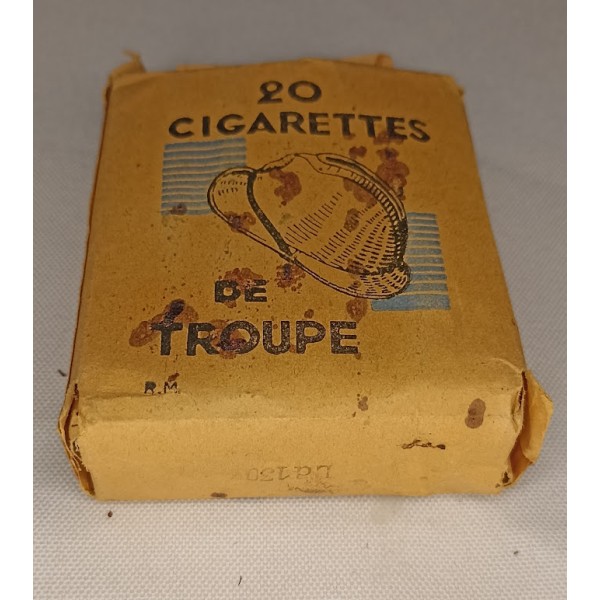 20
CIGARETTES
DE
TROUPE
R.M.